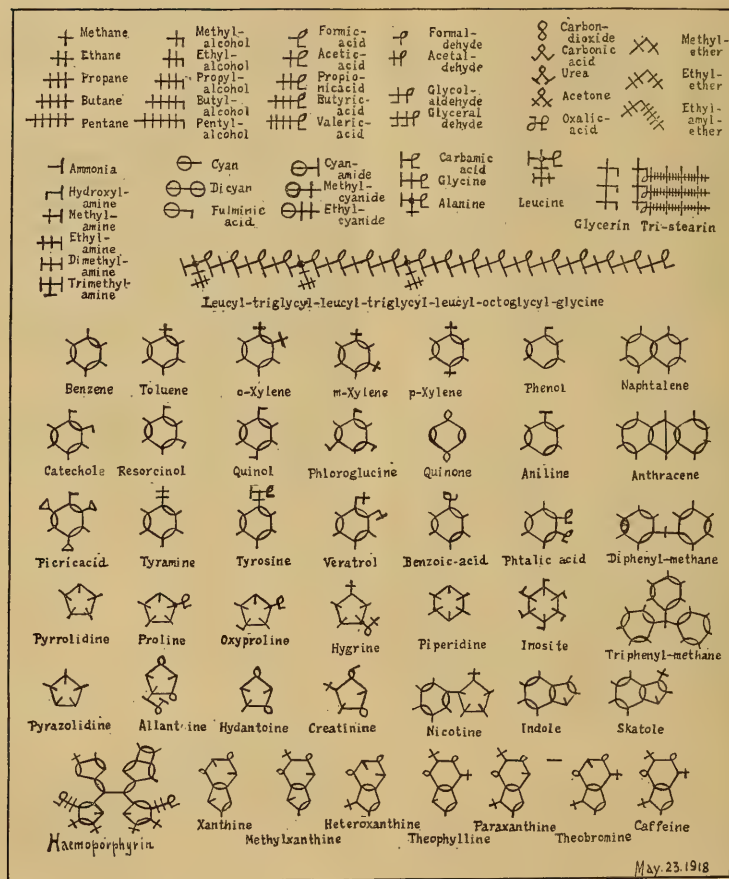 Methane
Ethane
Propane
Butane
Pentane
Methyl-
alcohol
Ethyl-
alcohol
Propyl-
alcohol
Butyl-
alcohol
Pentyl-
alcohol
Formic-
acid
Acetic-
acid
Propio-
nicacid
Butyric-
acid
Valeric-
acid
Formal-
dehyde
Acetal-
dehyde
Glycol-
aldehyde
Glyceral
dehyde
Carbon-
dioxide
Carbonic
acid
Urea
Acetone
Oxalic-
acid
Methyl-
ether
Ethyl-
ether
Ethyl-
amyl-
ether
Ammonia
Hydroxyl-
amine
Methyl-
amine
Ethyl-
amine
Dimethyl-
amine
Trimethyl-
amine
Cyan
Dicyan
Fulminic
acid
Cyan-
amide
Methyl-
cyanide
Ethyl-
cyanide
Carbamic
acid
Glycine
Alanine
Leucine
Glycerin Tri-stearin
Leucyl-triglycyl-leucyl-triglycyl-leucyl-octoglycyl-glycine
Benzene Toluene o-Xylene m-Xylene p-Xylene Phenol Naphtalene
Catechole Resorcinol Quinol Phloroglucine Quinone Aniline Anthracene
Picricacid Tyramine Tyrosine Veratrol Benzoic-acid Phtalic acid Diphenyl-methane
Pyrrolidine Proline Oxyproline Hygrine Piperidine Inosite Triphenyl-methane
Pyrazolidine Allantoine Hydantoine Creatinine Nicotine Indole Skatole
Haemoporphyrin Xanthine Methylxanthine Heteroxanthine Theophylline Paraxanthine Theobromine Caffeine
May.23.1918